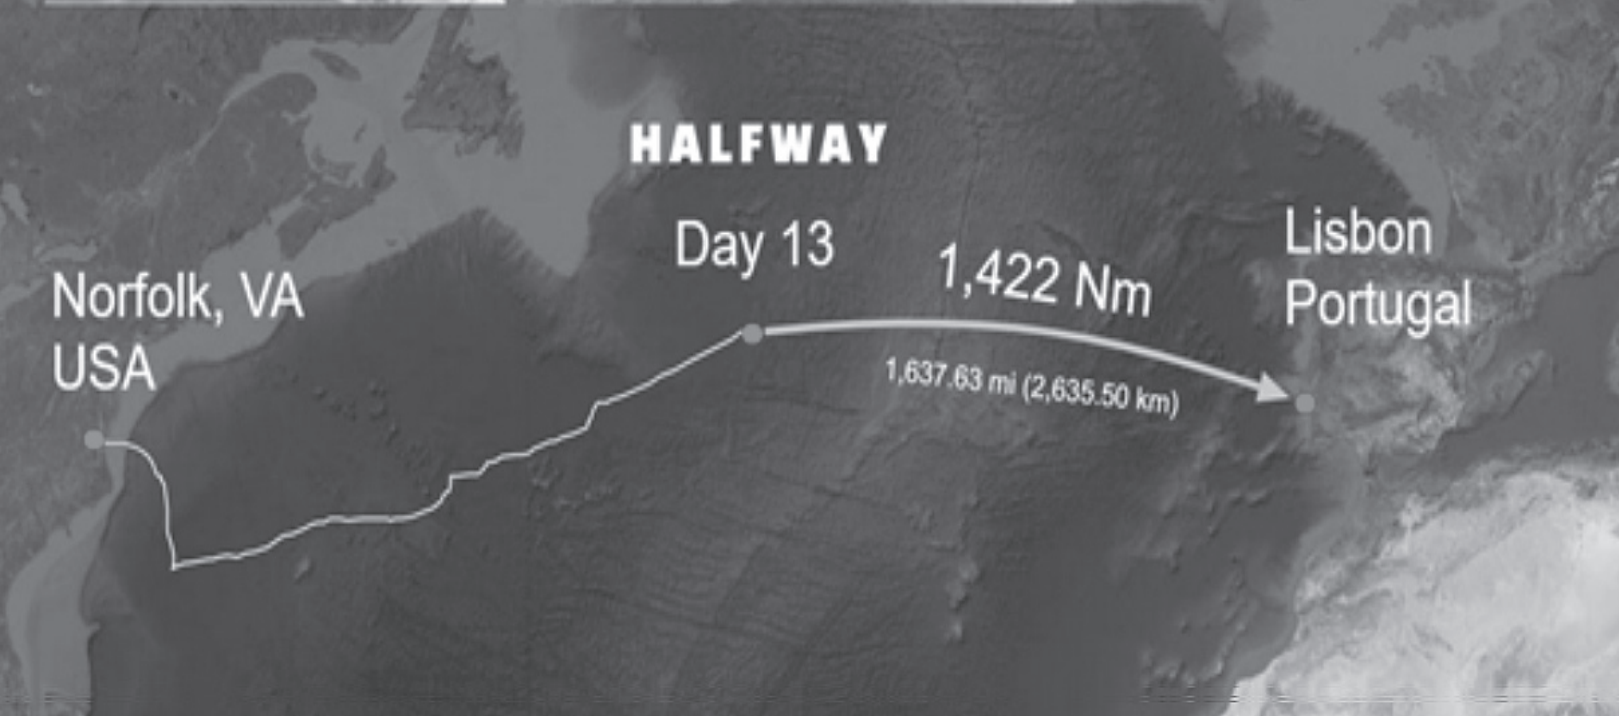 HALFWAY
Day 13
1,422 Nm
1,637.63 mi (2,635.50 km)
Norfolk, VA
USA
Lisbon
Portugal